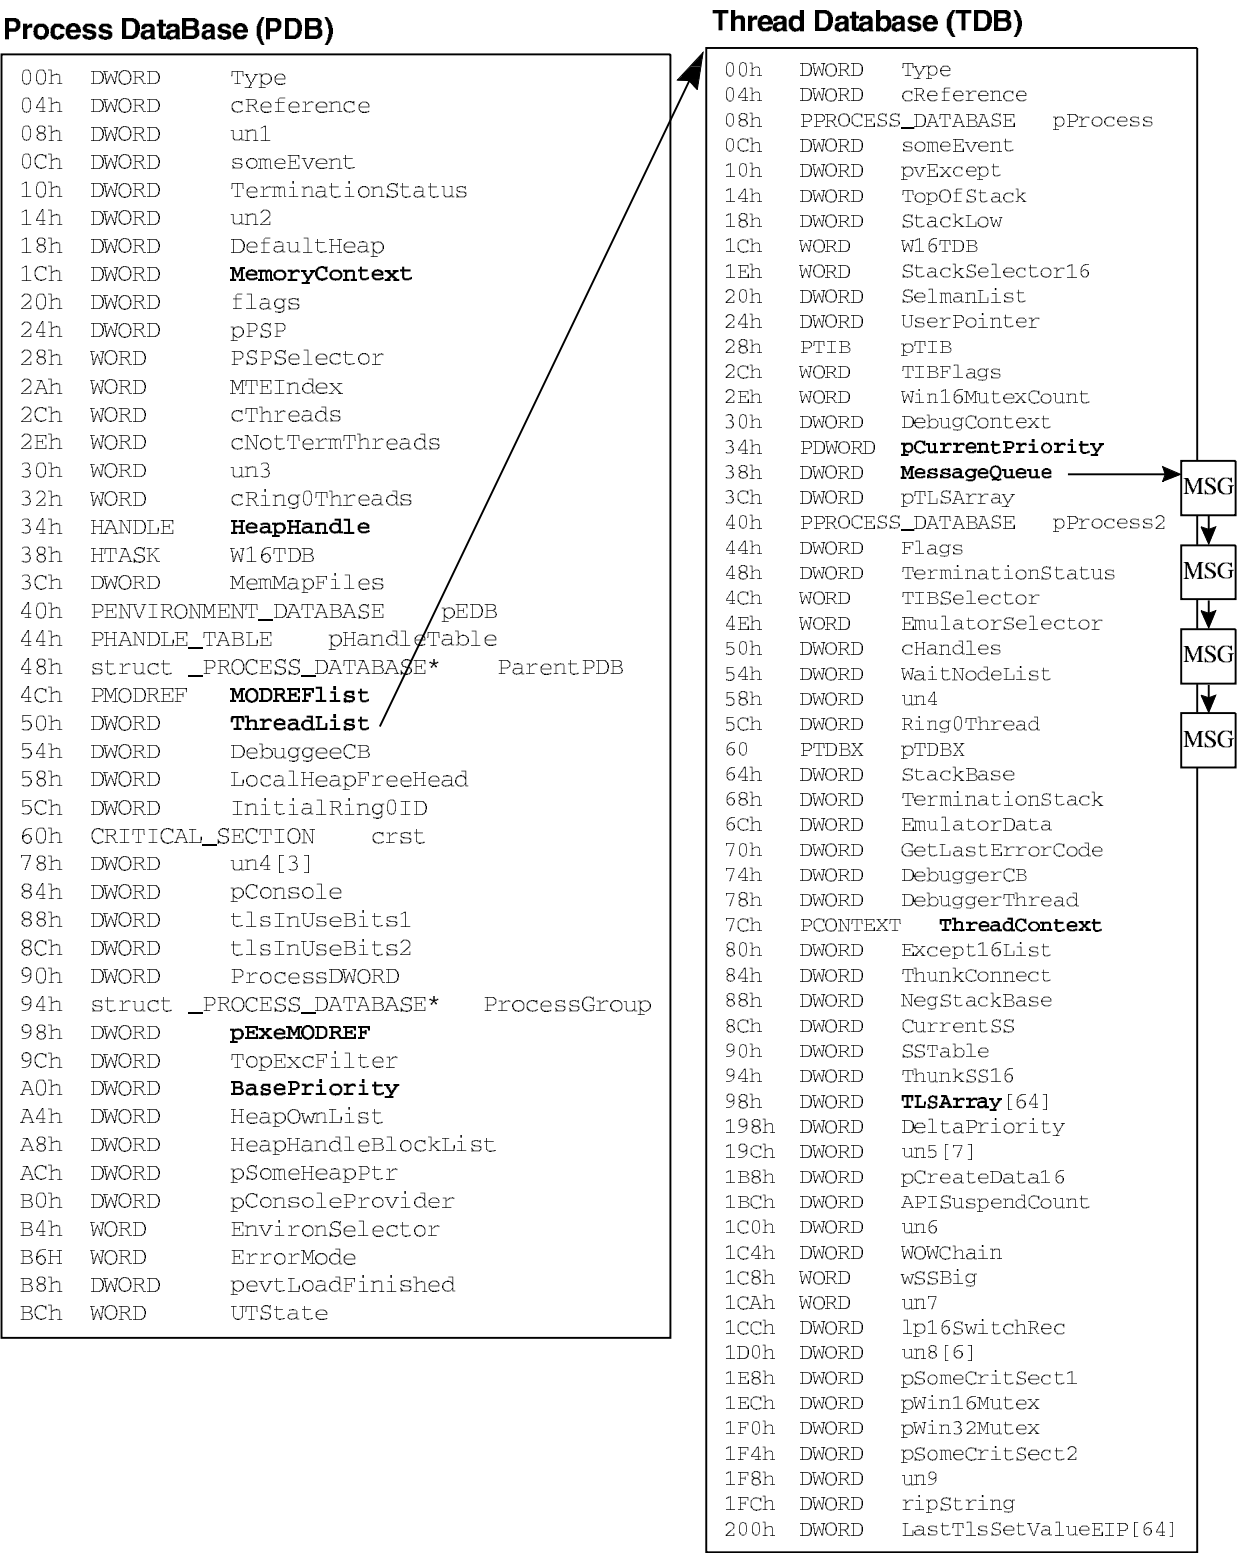 Process DataBase (PDB)
00h DWORD Type
04h DWORD cReference
08h DWORD un1
0Ch DWORD someEvent
10h DWORD TerminationStatus
14h DWORD un2
18h DWORD DefaultHeap
1Ch DWORD MemoryContext
20h DWORD flags
24h DWORD pPSP
28h WORD PSPSelector
2Ah WORD MTEIndex
2Ch WORD cThreads
2Eh WORD cNotTermThreads
30h WORD un3
32h WORD cRing0Threads
34h HANDLE HeapHandle
38h HTASK W16TDB
3Ch DWORD MemMapFiles
40h PENVIRONMENT_DATABASE pEDB
44h PHANDLE_TABLE pHandleTable
48h struct _PROCESS_DATABASE* ParentPDB
4Ch PMODREF MODREFlist
50h DWORD ThreadList
54h DWORD DebuggeeCB
58h DWORD LocalHeapFreeHead
5Ch DWORD InitialRing0ID
60h CRITICAL_SECTION crst
78h DWORD un4[3]
84h DWORD pConsole
88h DWORD tlsInUseBits1
8Ch DWORD tlsInUseBits2
90h DWORD ProcessDWORD
94h struct _PROCESS_DATABASE* ProcessGroup
98h DWORD pExeMODREF
9Ch DWORD TopExcFilter
A0h DWORD BasePriority
A4h DWORD HeapOwnList
A8h DWORD HeapHandleBlockList
ACh DWORD pSomeHeapPtr
B0h DWORD pConsoleProvider
B4h WORD EnvironSelector
B6H WORD ErrorMode
B8h DWORD pevtLoadFinished
BCh WORD UTState
Thread Database (TDB)
00h DWORD Type
04h DWORD cReference
08h PPROCESS_DATABASE pProcess
0Ch DWORD someEvent
10h DWORD pvExcept
14h DWORD TopOfStack
18h DWORD StackLow
1Ch WORD W16TDB
1Eh WORD StackSelector16
20h DWORD SelmanList
24h DWORD UserPointer
28h PTIB pTIB
2Ch WORD TIBFlags
2Eh WORD Win16MutexCount
30h DWORD DebugContext
34h PDWORD pCurrentPriority
38h DWORD MessageQueue
3Ch DWORD pTLSArray
40h PPROCESS_DATABASE pProcess2
44h DWORD Flags
48h DWORD TerminationStatus
4Ch WORD TIBSelector
4Eh WORD EmulatorSelector
50h DWORD cHandles
54h DWORD WaitNodeList
58h DWORD un4
5Ch DWORD Ring0Thread
60 PTDBX pTDBX
64h DWORD StackBase
68h DWORD TerminationStack
6Ch DWORD EmulatorData
70h DWORD GetLastErrorCode
74h DWORD DebuggerCB
78h DWORD DebuggerThread
7Ch PCONTEXT ThreadContext
80h DWORD Except16List
84h DWORD ThunkConnect
88h DWORD NegStackBase
8Ch DWORD CurrentSS
90h DWORD SSTable
94h DWORD ThunkSS16
98h DWORD TLSArray[64]
198h DWORD DeltaPriority
19Ch DWORD un5[7]
1B8h DWORD pCreateData16
1BCh DWORD APISuspendCount
1C0h DWORD un6
1C4h DWORD WOWChain
1C8h WORD wSSBig
1CAh WORD un7
1CCh DWORD lp16SwitchRec
1D0h DWORD un8[6]
1E8h DWORD pSomeCritSect1
1ECh DWORD pWin16Mutex
1F0h DWORD pWin32Mutex
1F4h DWORD pSomeCritSect2
1F8h DWORD un9
1FCh DWORD ripString
200h DWORD LastTlsSetValueEIP[64]
MSG
MSG
MSG
MSG